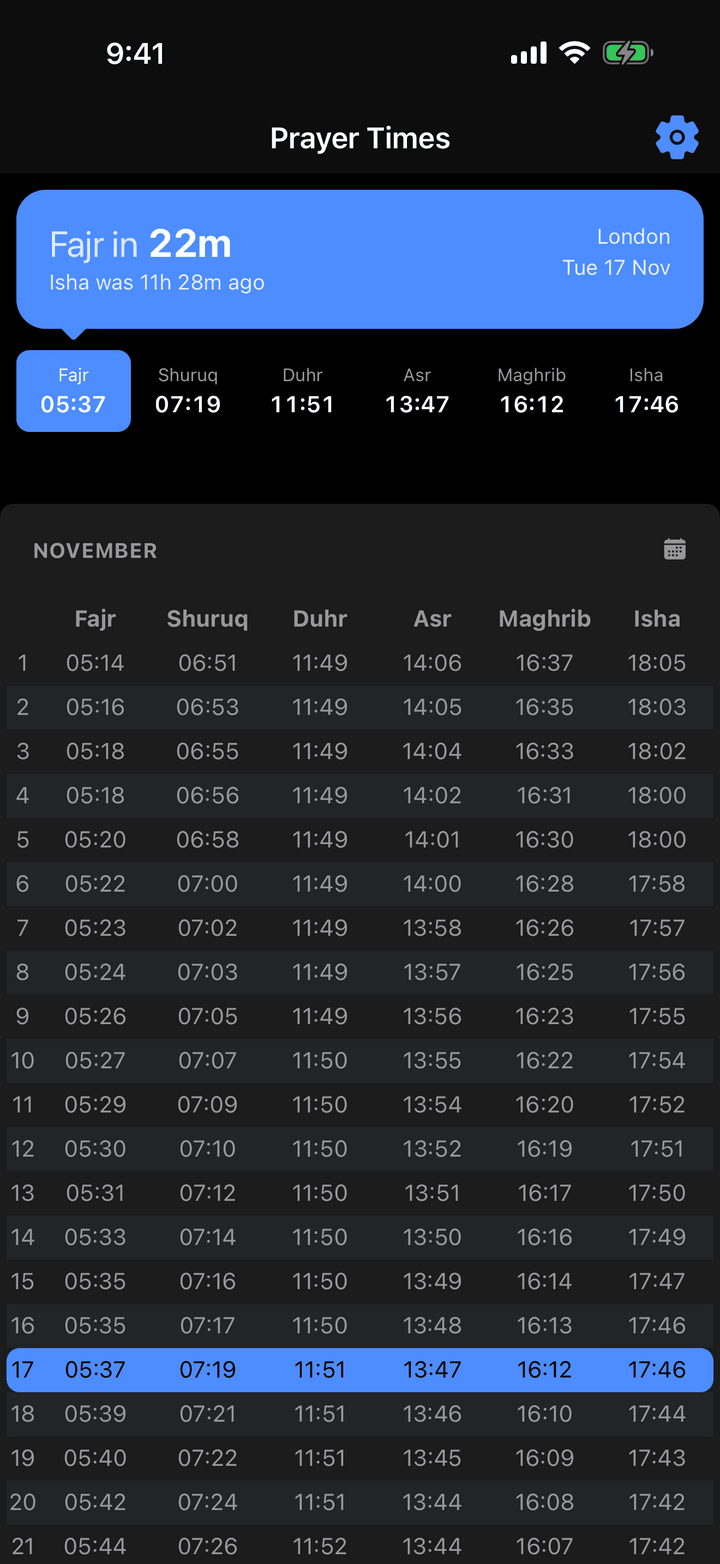 9:41
Prayer Times
Fajr in 22m
Isha was 11h 28m ago
London
Tue 17 Nov
Fajr Shuruq Duhr Asr Maghrib Isha
05:37 07:19 11:51 13:47 16:12 17:46
NOVEMBER
Fajr Shuruq Duhr Asr Maghrib Isha
1 05:14 06:51 11:49 14:06 16:37 18:05
2 05:16 06:53 11:49 14:05 16:35 18:03
3 05:18 06:55 11:49 14:04 16:33 18:02
4 05:18 06:56 11:49 14:02 16:31 18:00
5 05:20 06:58 11:49 14:01 16:30 18:00
6 05:22 07:00 11:49 14:00 16:28 17:58
7 05:23 07:02 11:49 13:58 16:26 17:57
8 05:24 07:03 11:49 13:57 16:25 17:56
9 05:26 07:05 11:49 13:56 16:23 17:55
10 05:27 07:07 11:50 13:55 16:22 17:54
11 05:29 07:09 11:50 13:54 16:20 17:52
12 05:30 07:10 11:50 13:52 16:19 17:51
13 05:31 07:12 11:50 13:51 16:17 17:50
14 05:33 07:14 11:50 13:50 16:16 17:49
15 05:35 07:16 11:50 13:49 16:14 17:47
16 05:35 07:17 11:50 13:48 16:13 17:46
17 05:37 07:19 11:51 13:47 16:12 17:46
18 05:39 07:21 11:51 13:46 16:10 17:44
19 05:40 07:22 11:51 13:45 16:09 17:43
20 05:42 07:24 11:51 13:44 16:08 17:42
21 05:44 07:26 11:52 13:44 16:07 17:42